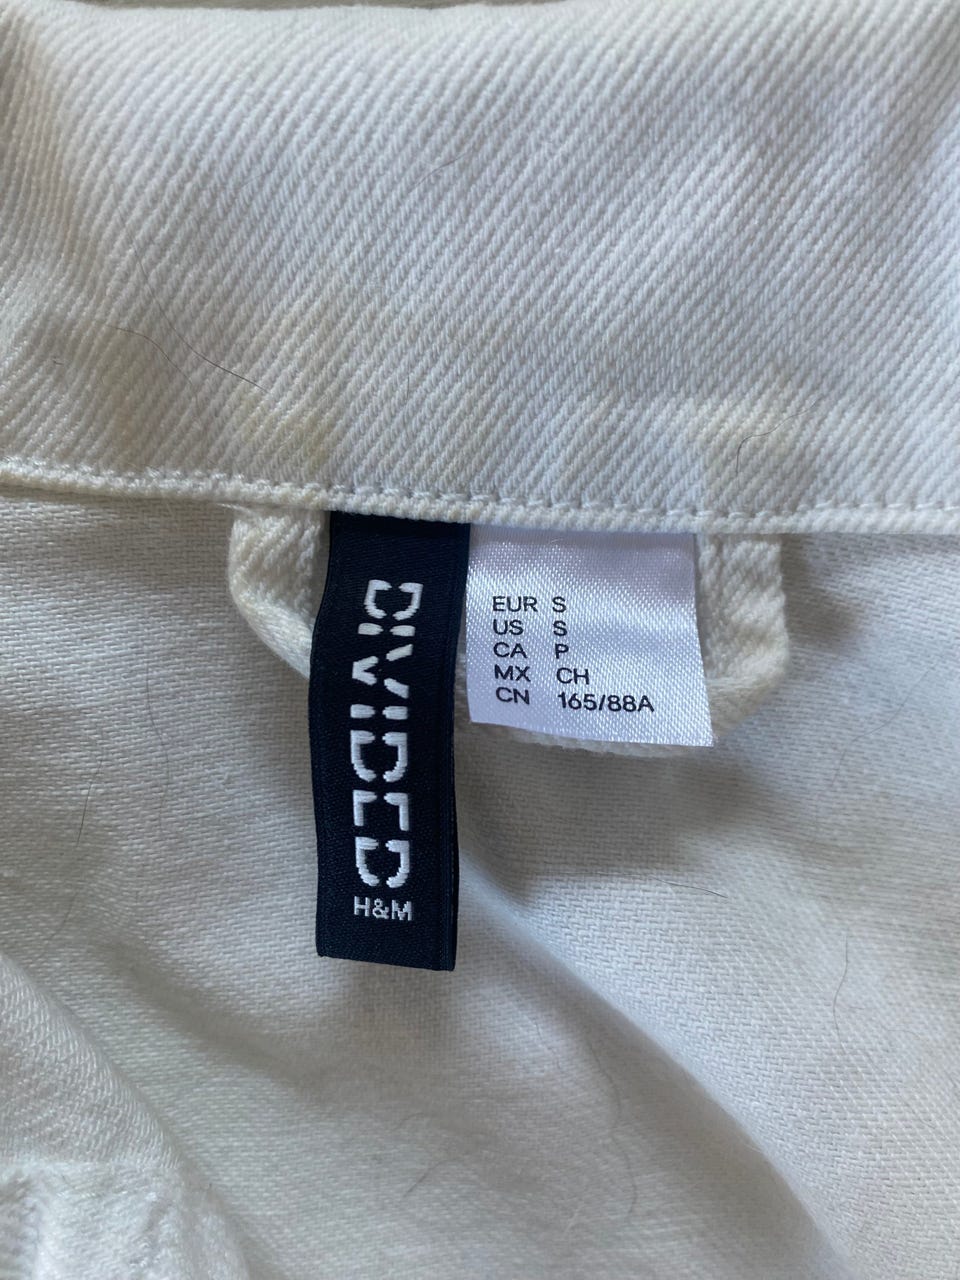 DIVIDED
H&M
EUR S
US S
CA P
MX CH
CN 165/88A